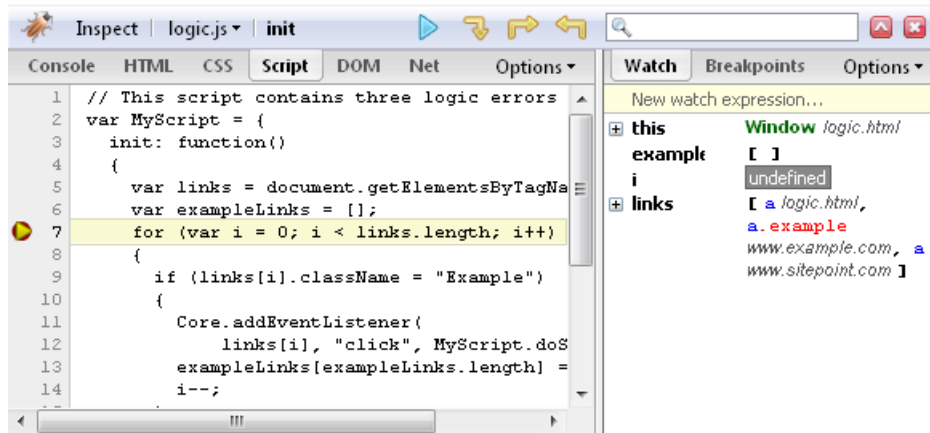 Inspect logic.js init
Console HTML CSS Script DOM Net Options
Watch Breakpoints Options
1 // This script contains three logic errors
2 var MyScript = {
3 init: function()
4 {
5 var links = document.getElementsByTagNa
6 var exampleLinks = [];
7 for (var i = 0; i < links.length; i++)
8 {
9 if (links[i].className = "Example")
10 {
11 Core.addEventListener(
12 links[i], "click", MyScript.doS
13 exampleLinks[exampleLinks.length] =
14 i--;
New watch expression...
this Window logic.html
example [ ]
i undefined
links [ a logic.html,
a.example
www.example.com, a
www.sitepoint.com ]